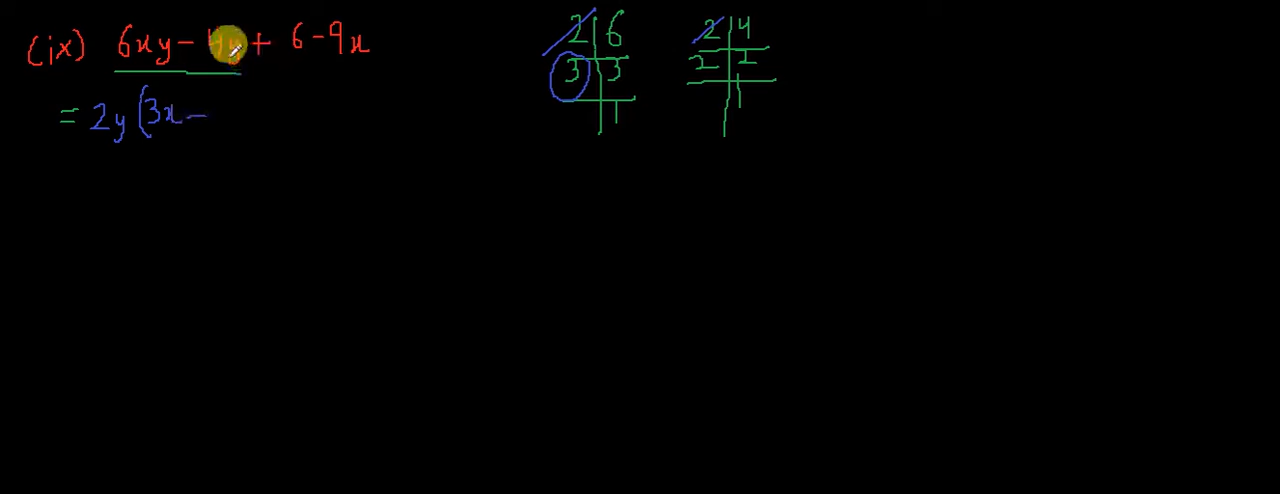 (ix) 6xy - 4y + 6 - 9x
= 2y (3x -
2 | 6
3 | 3
1
2 | 4
2 | 2
1